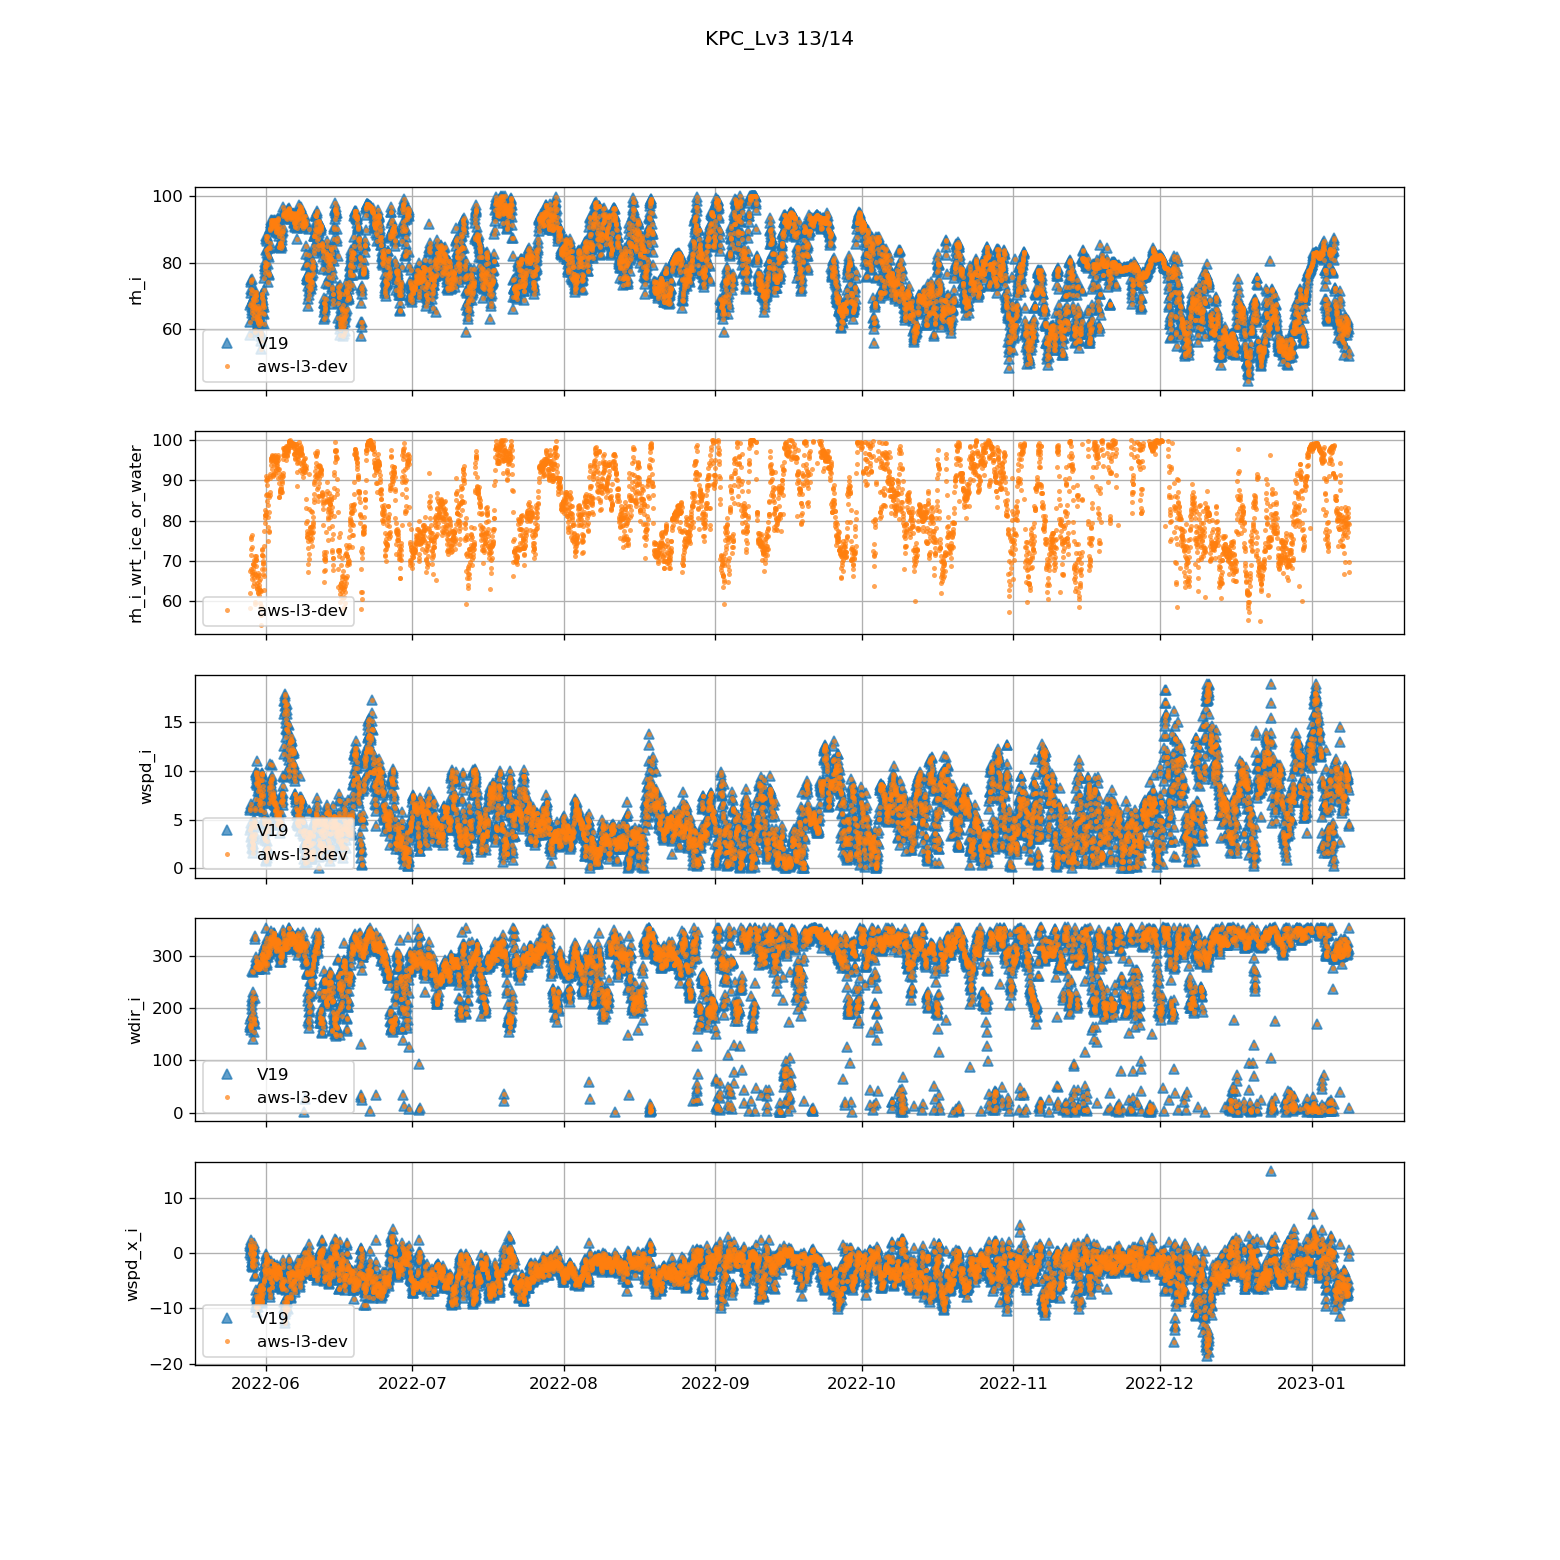 KPC_Lv3 13/14
100
80
60
rh_i
V19
aws-l3-dev
100
90
80
70
60
rh_i_wrt_ice_or_water
aws-l3-dev
15
10
5
0
wspd_i
V19
aws-l3-dev
300
200
100
0
wdir_i
V19
aws-l3-dev
10
0
−10
−20
wspd_x_i
V19
aws-l3-dev
2022-06 2022-07 2022-08 2022-09 2022-10 2022-11 2022-12 2023-01